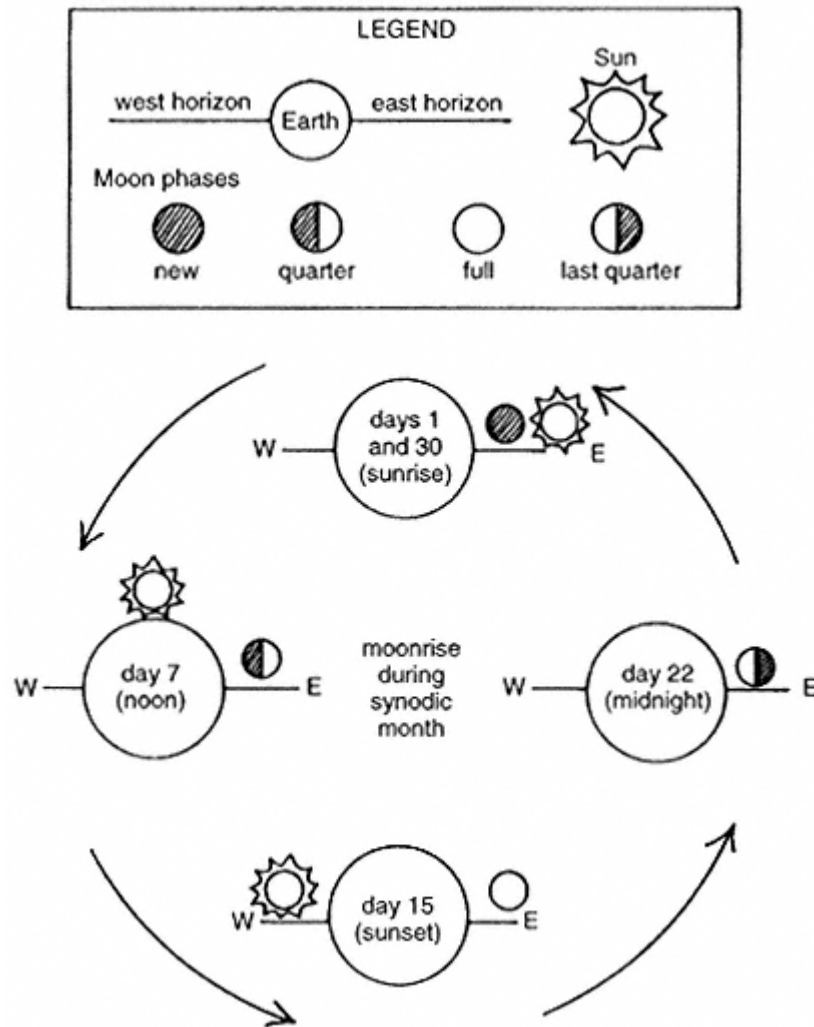 LEGEND
Sun
west horizon
Earth
east horizon
Moon phases
new
quarter
full
last quarter
days 1
and 30
(sunrise)
W
E
day 7
(noon)
W
E
moonrise
during
synodic
month
day 22
(midnight)
W
E
day 15
(sunset)
W
E